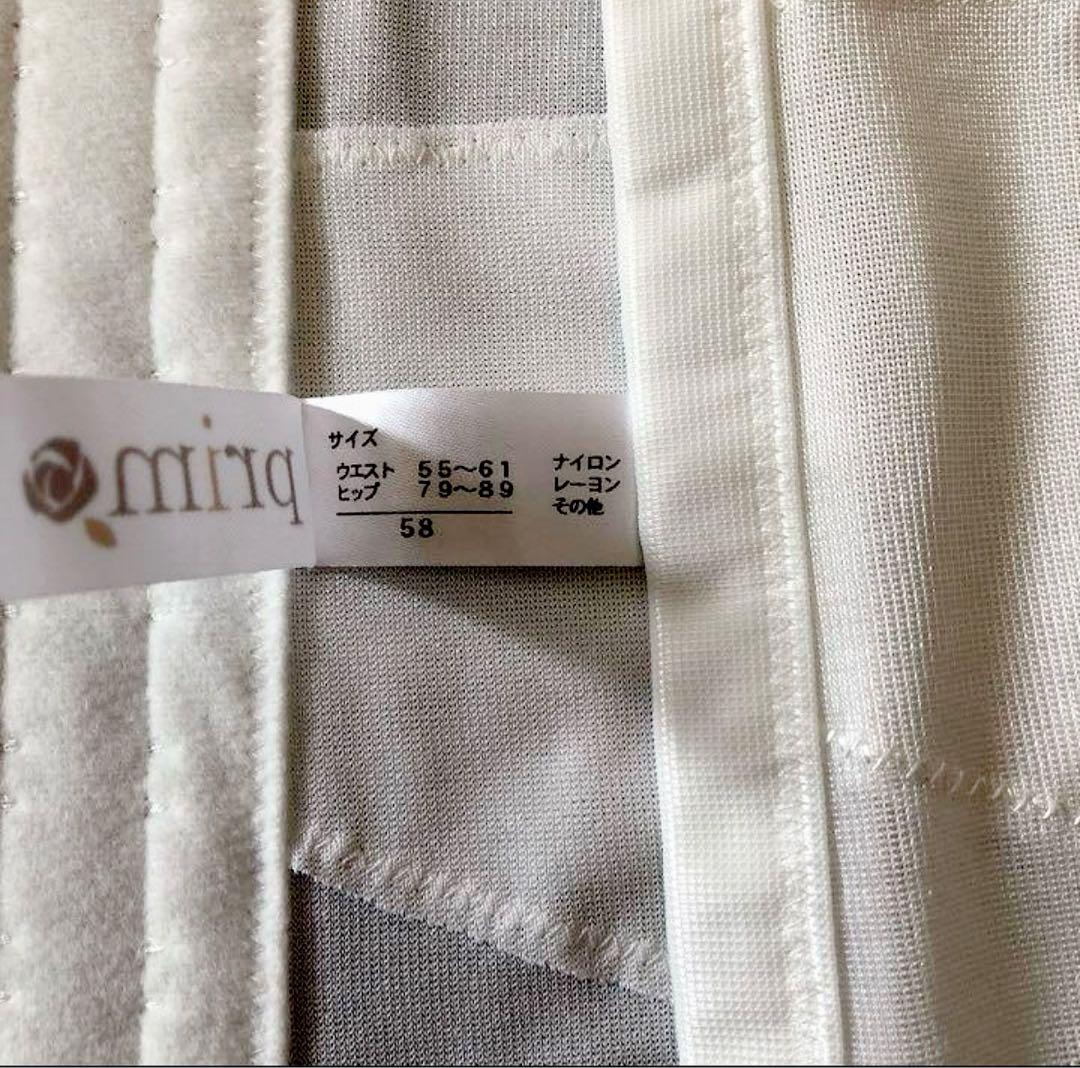 prim
サイズ
ウエスト 55〜61
ヒップ 79〜89
58
ナイロン
レーヨン
その他